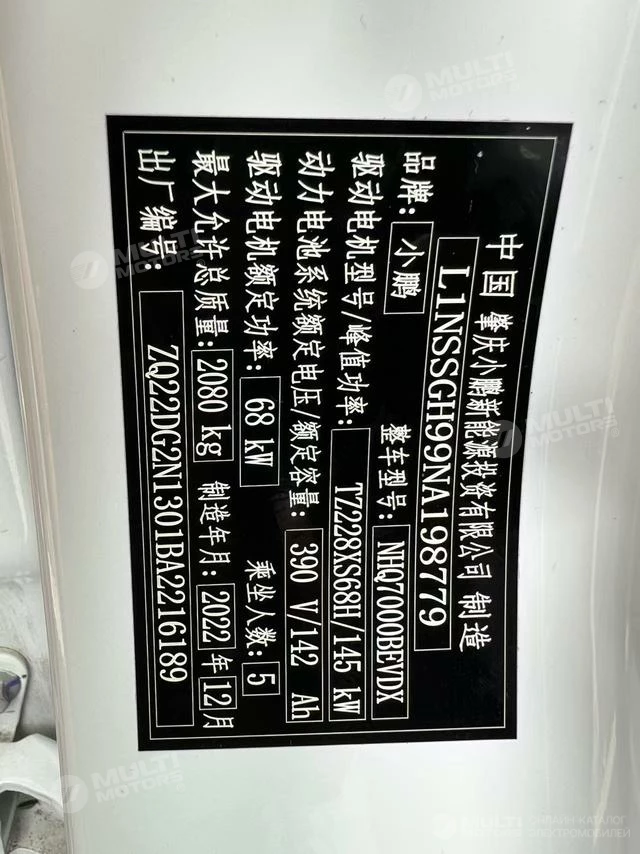 中国 肇庆小鹏新能源投资有限公司 制造
L1NSSGH99NA198779
品牌: 小鹏 整车型号: NHQ7000BEVDX
驱动电机型号/峰值功率: TZ228XS68H/145 kW
动力电池系统额定电压/额定容量: 390 V/142 Ah
驱动电机额定功率: 68 kW 乘坐人数: 5
最大允许总质量: 2080 kg 制造年月: 2022 年 12 月
出厂编号: ZQ22DG2N1301BA2216189
MULTI MOTORS
MULTI MOTORS
MULTI MOTORS
MULTI MOTORS
MULTI
ОНЛАЙН-КАТАЛОГ
ЭЛЕКТРОМОБИЛЕЙ